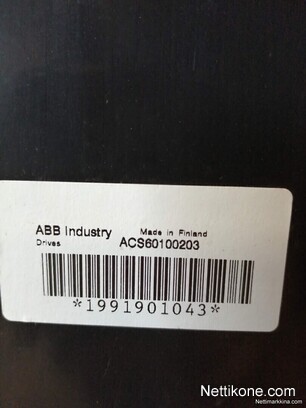 ABB Industry Made in Finland
Drives ACS60100203
*1991901043*
Nettikone.com
Nettimarkkina.com